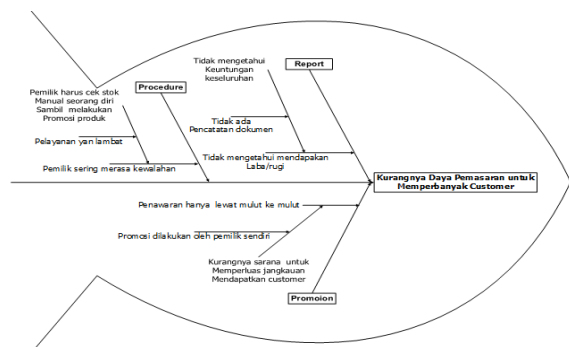 Tidak mengetahui
Keuntungan
keseluruhan
Report
Pemilik harus cek stok
Manual seorang diri
Sambil melakukan
Promosi produk
Procedure
Tidak ada
Pencatatan dokumen
Pelayanan yan lambat
Tidak mengetahui mendapakan
Laba/rugi
Pemilik sering merasa kewalahan
Kurangnya Daya Pemasaran untuk
Memperbanyak Customer
Penawaran hanya lewat mulut ke mulut
Promosi dilakukan oleh pemilik sendiri
Kurangnya sarana untuk
Memperluas jangkauan
Mendapatkan customer
Promoion